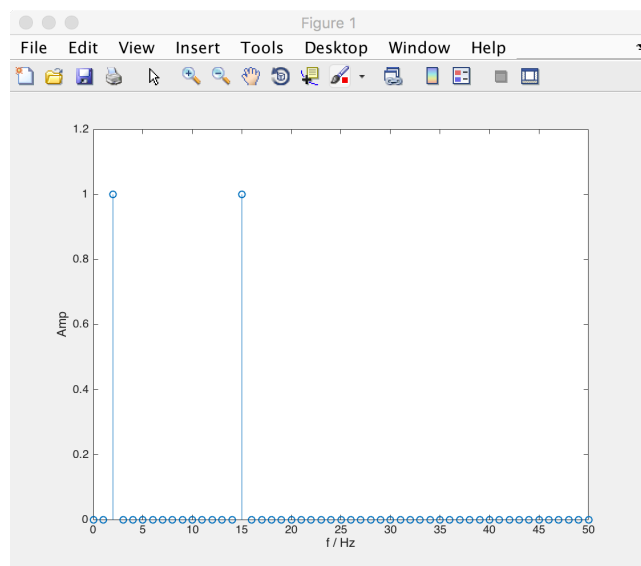 Figure 1
File Edit View Insert Tools Desktop Window Help
1.2
1
0.8
0.6
0.4
0.2
0
Amp
0 5 10 15 20 25 30 35 40 45 50
f / Hz